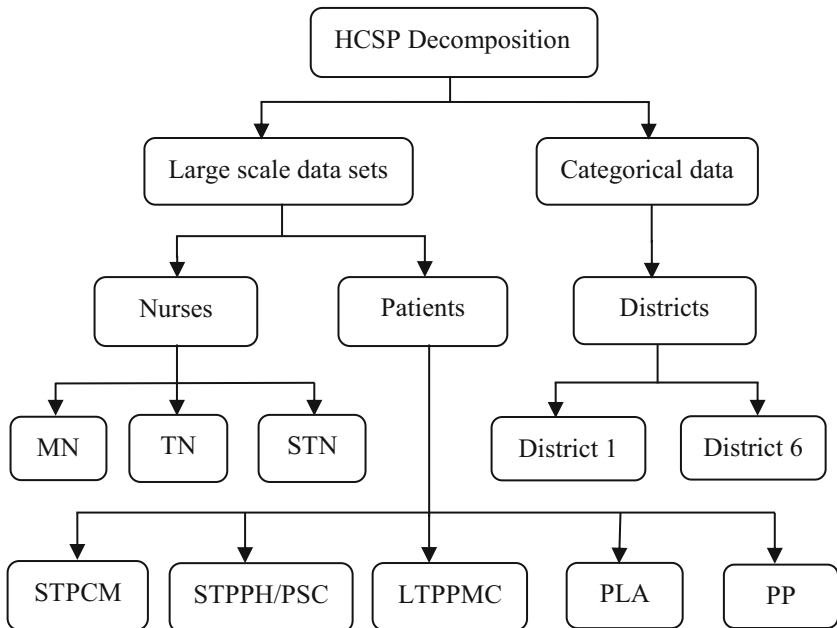 HCSP Decomposition
Large scale data sets
Categorical data
Nurses
Patients
Districts
MN
TN
STN
District 1
District 6
STPCM
STPPH/PSC
LTPPMC
PLA
PP